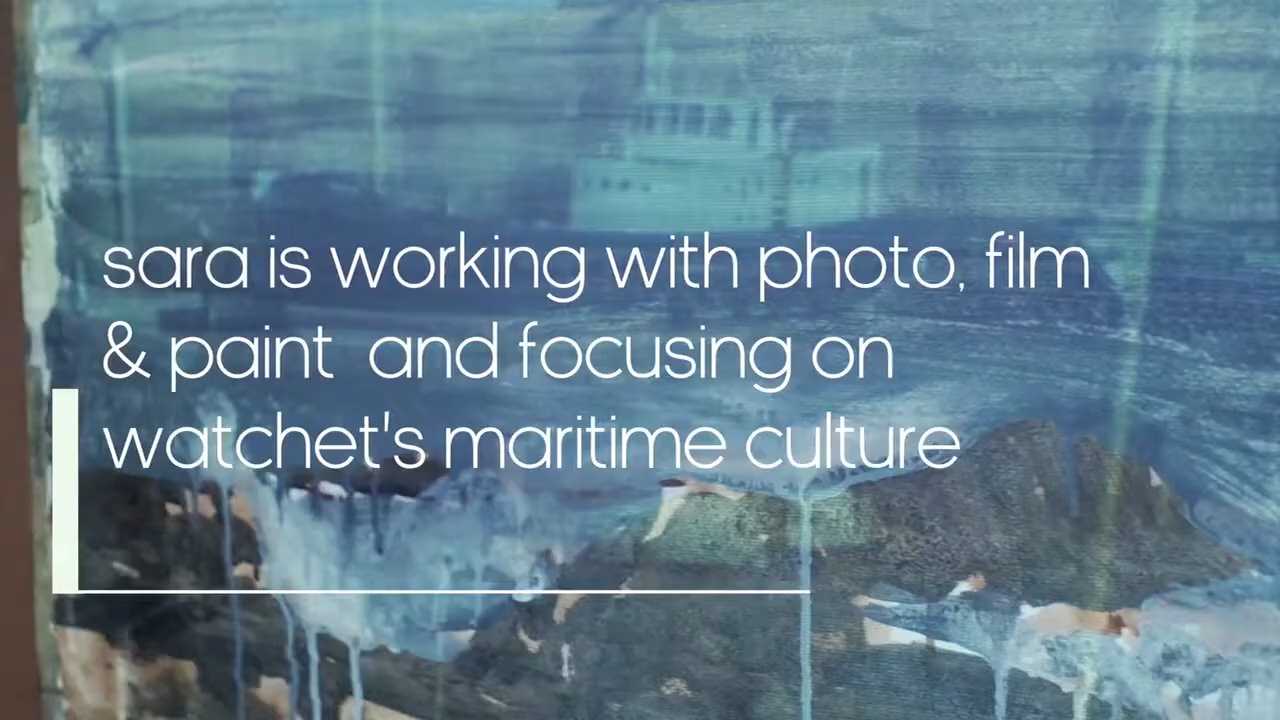 sara is working with photo, film
& paint  and focusing on
watchet's maritime culture